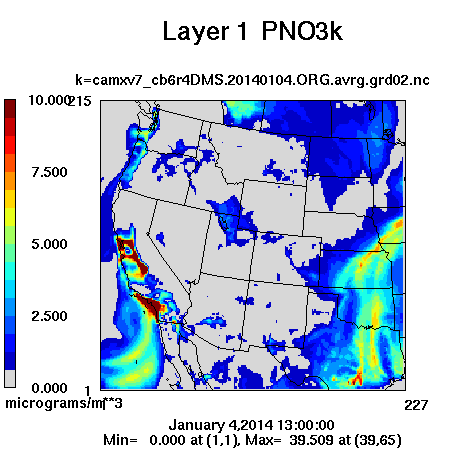 Layer 1 PNO3k
k=camxv7_cb6r4DMS.20140104.ORG.avrg.grd02.nc
10.000
215
7.500
5.000
2.500
0.000
1
micrograms/m**3
1
227
January 4,2014 13:00:00
Min= 0.000 at (1,1), Max= 39.509 at (39,65)